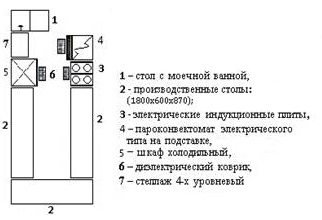 1
7
4
3
5
6
2
2
2
1 – стол с моечной ванной,
2 - производственные столы:
(1800х600х870);
3 - электрические индукционные плиты,
4 – пароконвектомат электрического
типа на подставке,
5 – шкаф холодильный,
6 – диэлектрический коврик,
7 – стеллаж 4-х уровневый